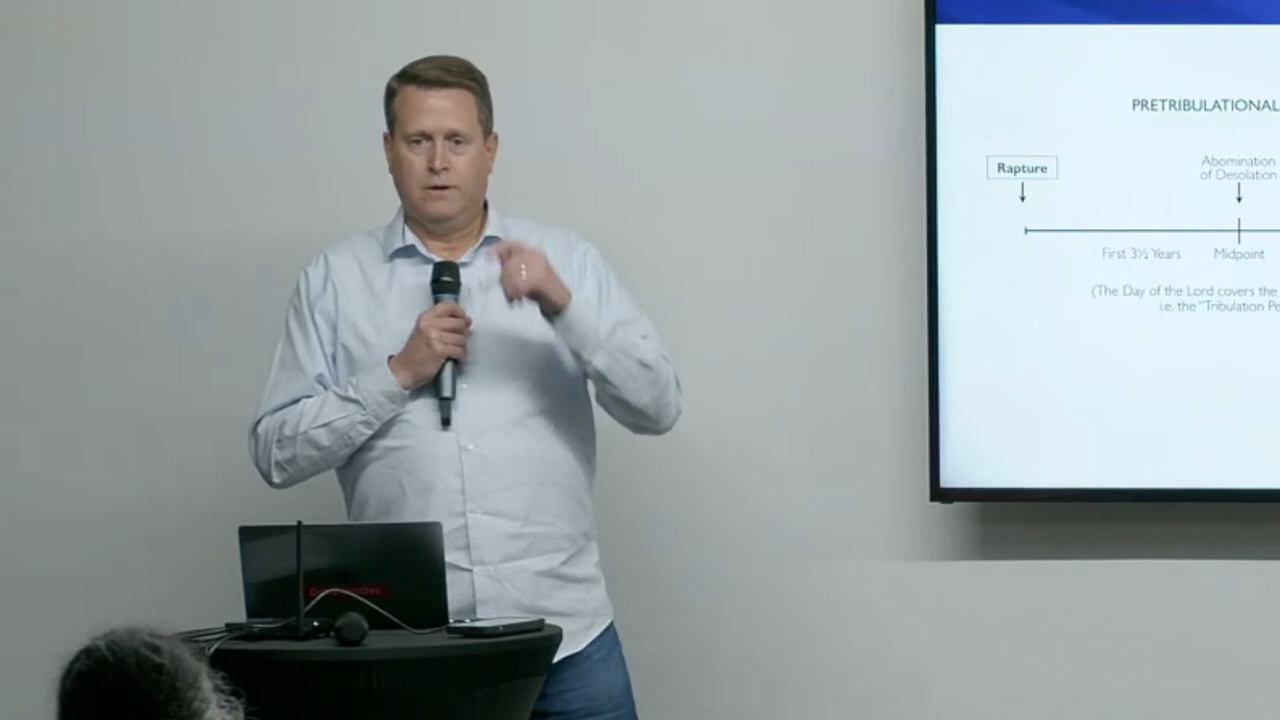 PRETRIBULATIONAL
Rapture
Abomination
of Desolation
First 3½ Years
Midpoint
(The Day of the Lord covers the
i.e. the "Tribulation